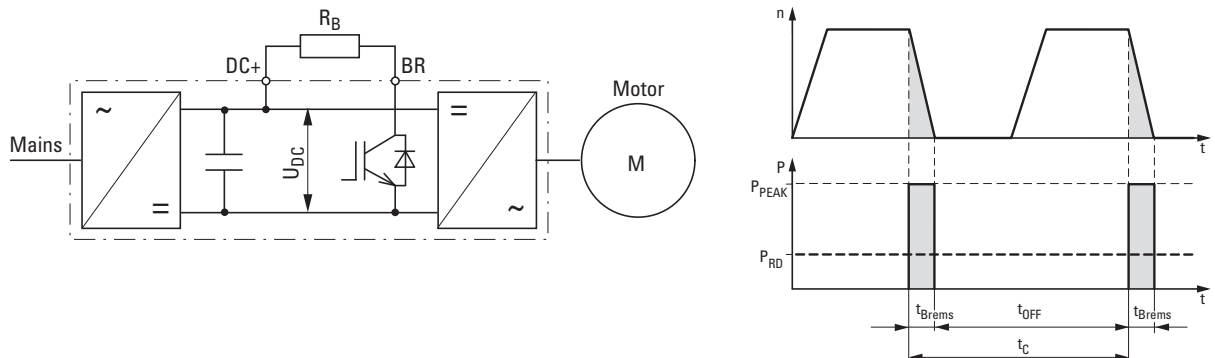 R_B
DC+
BR
~
=
Mains
U_DC
=
~
Motor
M
n
t
P
P_PEAK
P_RD
t
t_Brems
t_OFF
t_Brems
t_C